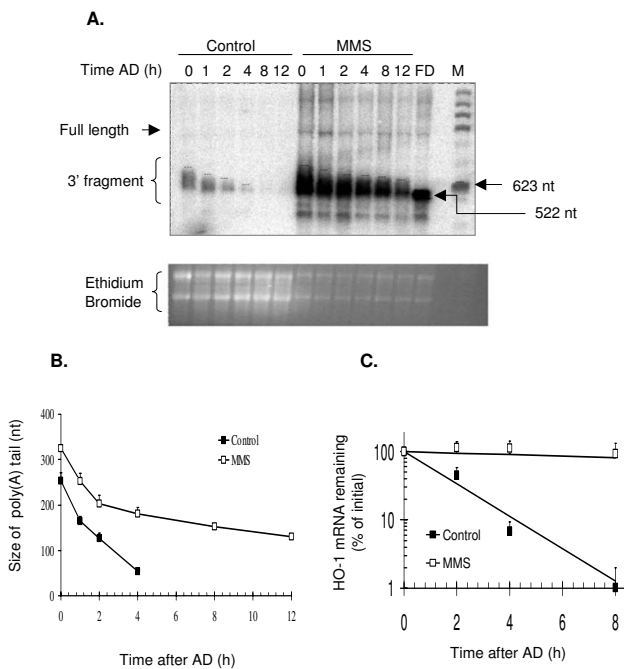 A.
Control MMS
Time AD (h) 0 1 2 4 8 12 0 1 2 4 8 12 FD M
Full length
3' fragment
623 nt
522 nt
Ethidium
Bromide
B.
Size of poly(A) tail (nt)
400
300
200
100
0
Control
MMS
0 2 4 6 8 10 12
Time after AD (h)
C.
HO-1 mRNA remaining
(% of initial)
100
10
1
Control
MMS
0 2 4 6 8
Time after AD (h)